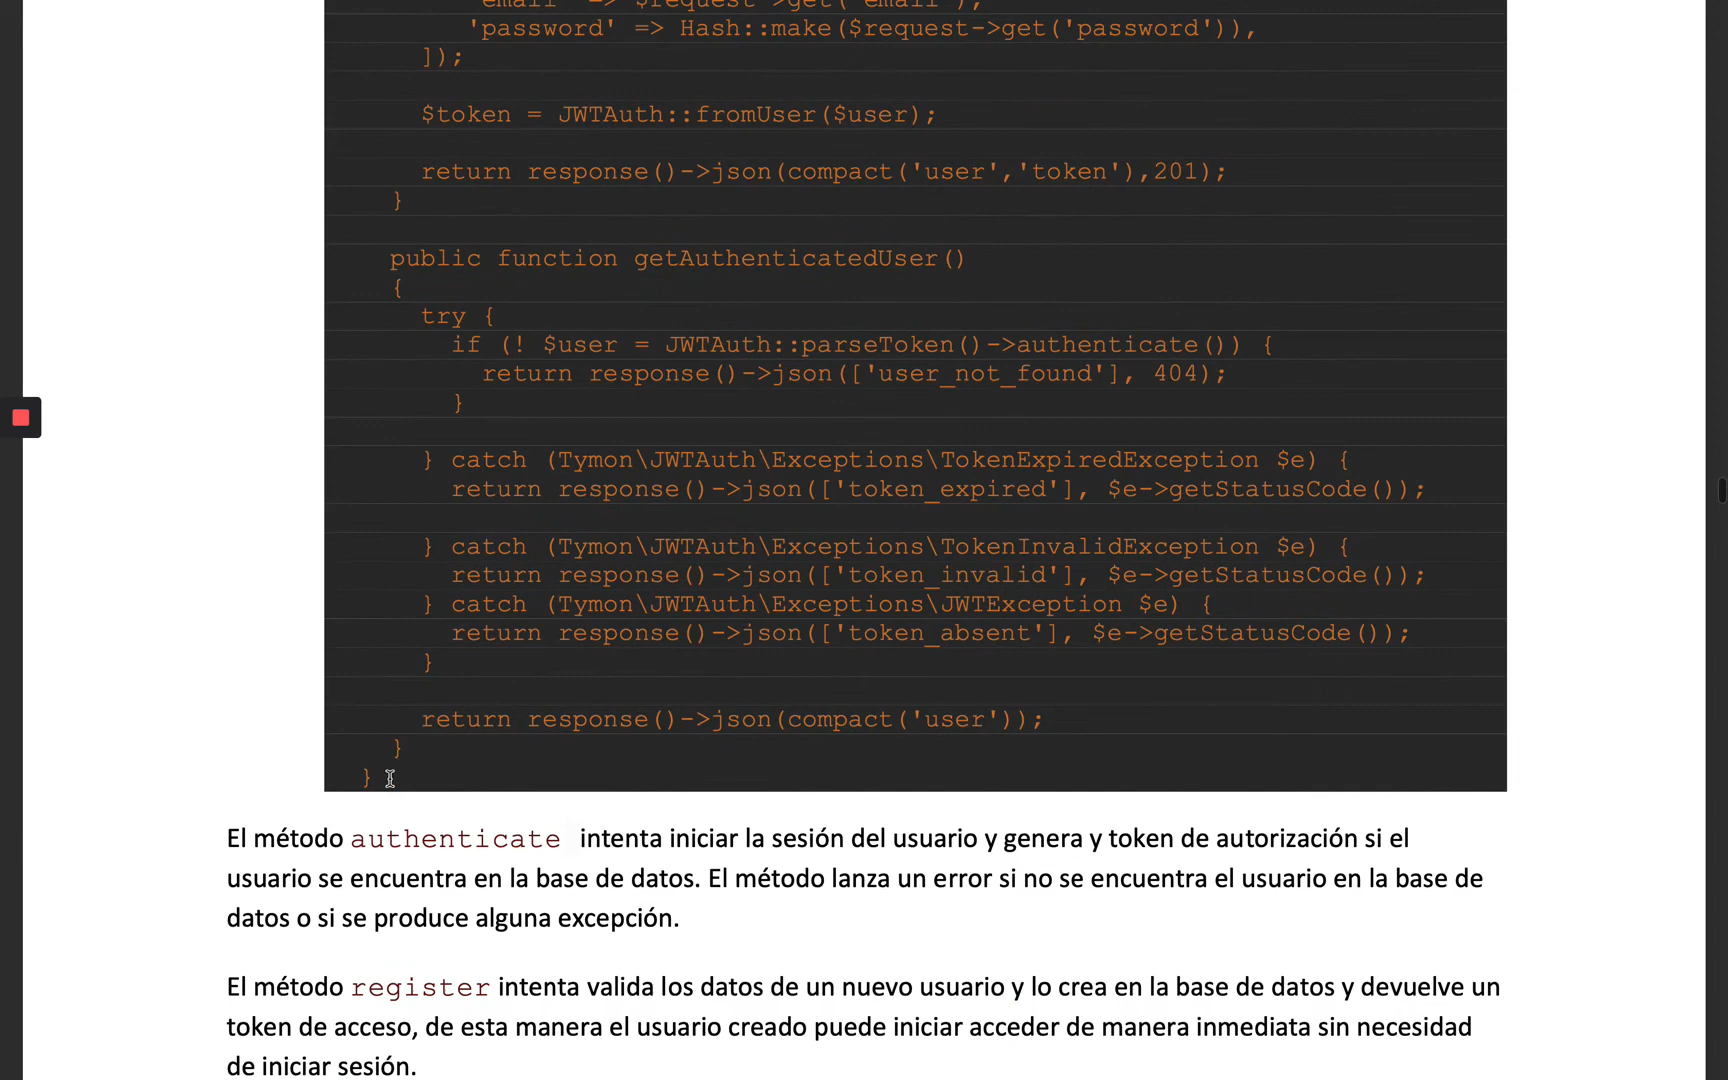 'email' => $request->get('email'),
'password' => Hash::make($request->get('password')),
]);
$token = JWTAuth::fromUser($user);
return response()->json(compact('user','token'),201);
}
public function getAuthenticatedUser()
{
try {
if (! $user = JWTAuth::parseToken()->authenticate()) {
return response()->json(['user_not_found'], 404);
}
} catch (Tymon\JWTAuth\Exceptions\TokenExpiredException $e) {
return response()->json(['token_expired'], $e->getStatusCode());
} catch (Tymon\JWTAuth\Exceptions\TokenInvalidException $e) {
return response()->json(['token_invalid'], $e->getStatusCode());
} catch (Tymon\JWTAuth\Exceptions\JWTException $e) {
return response()->json(['token_absent'], $e->getStatusCode());
}
return response()->json(compact('user'));
}
}
El método authenticate intenta iniciar la sesión del usuario y genera y token de autorización si el
usuario se encuentra en la base de datos. El método lanza un error si no se encuentra el usuario en la base de
datos o si se produce alguna excepción.
El método register intenta valida los datos de un nuevo usuario y lo crea en la base de datos y devuelve un
token de acceso, de esta manera el usuario creado puede iniciar acceder de manera inmediata sin necesidad
de iniciar sesión.